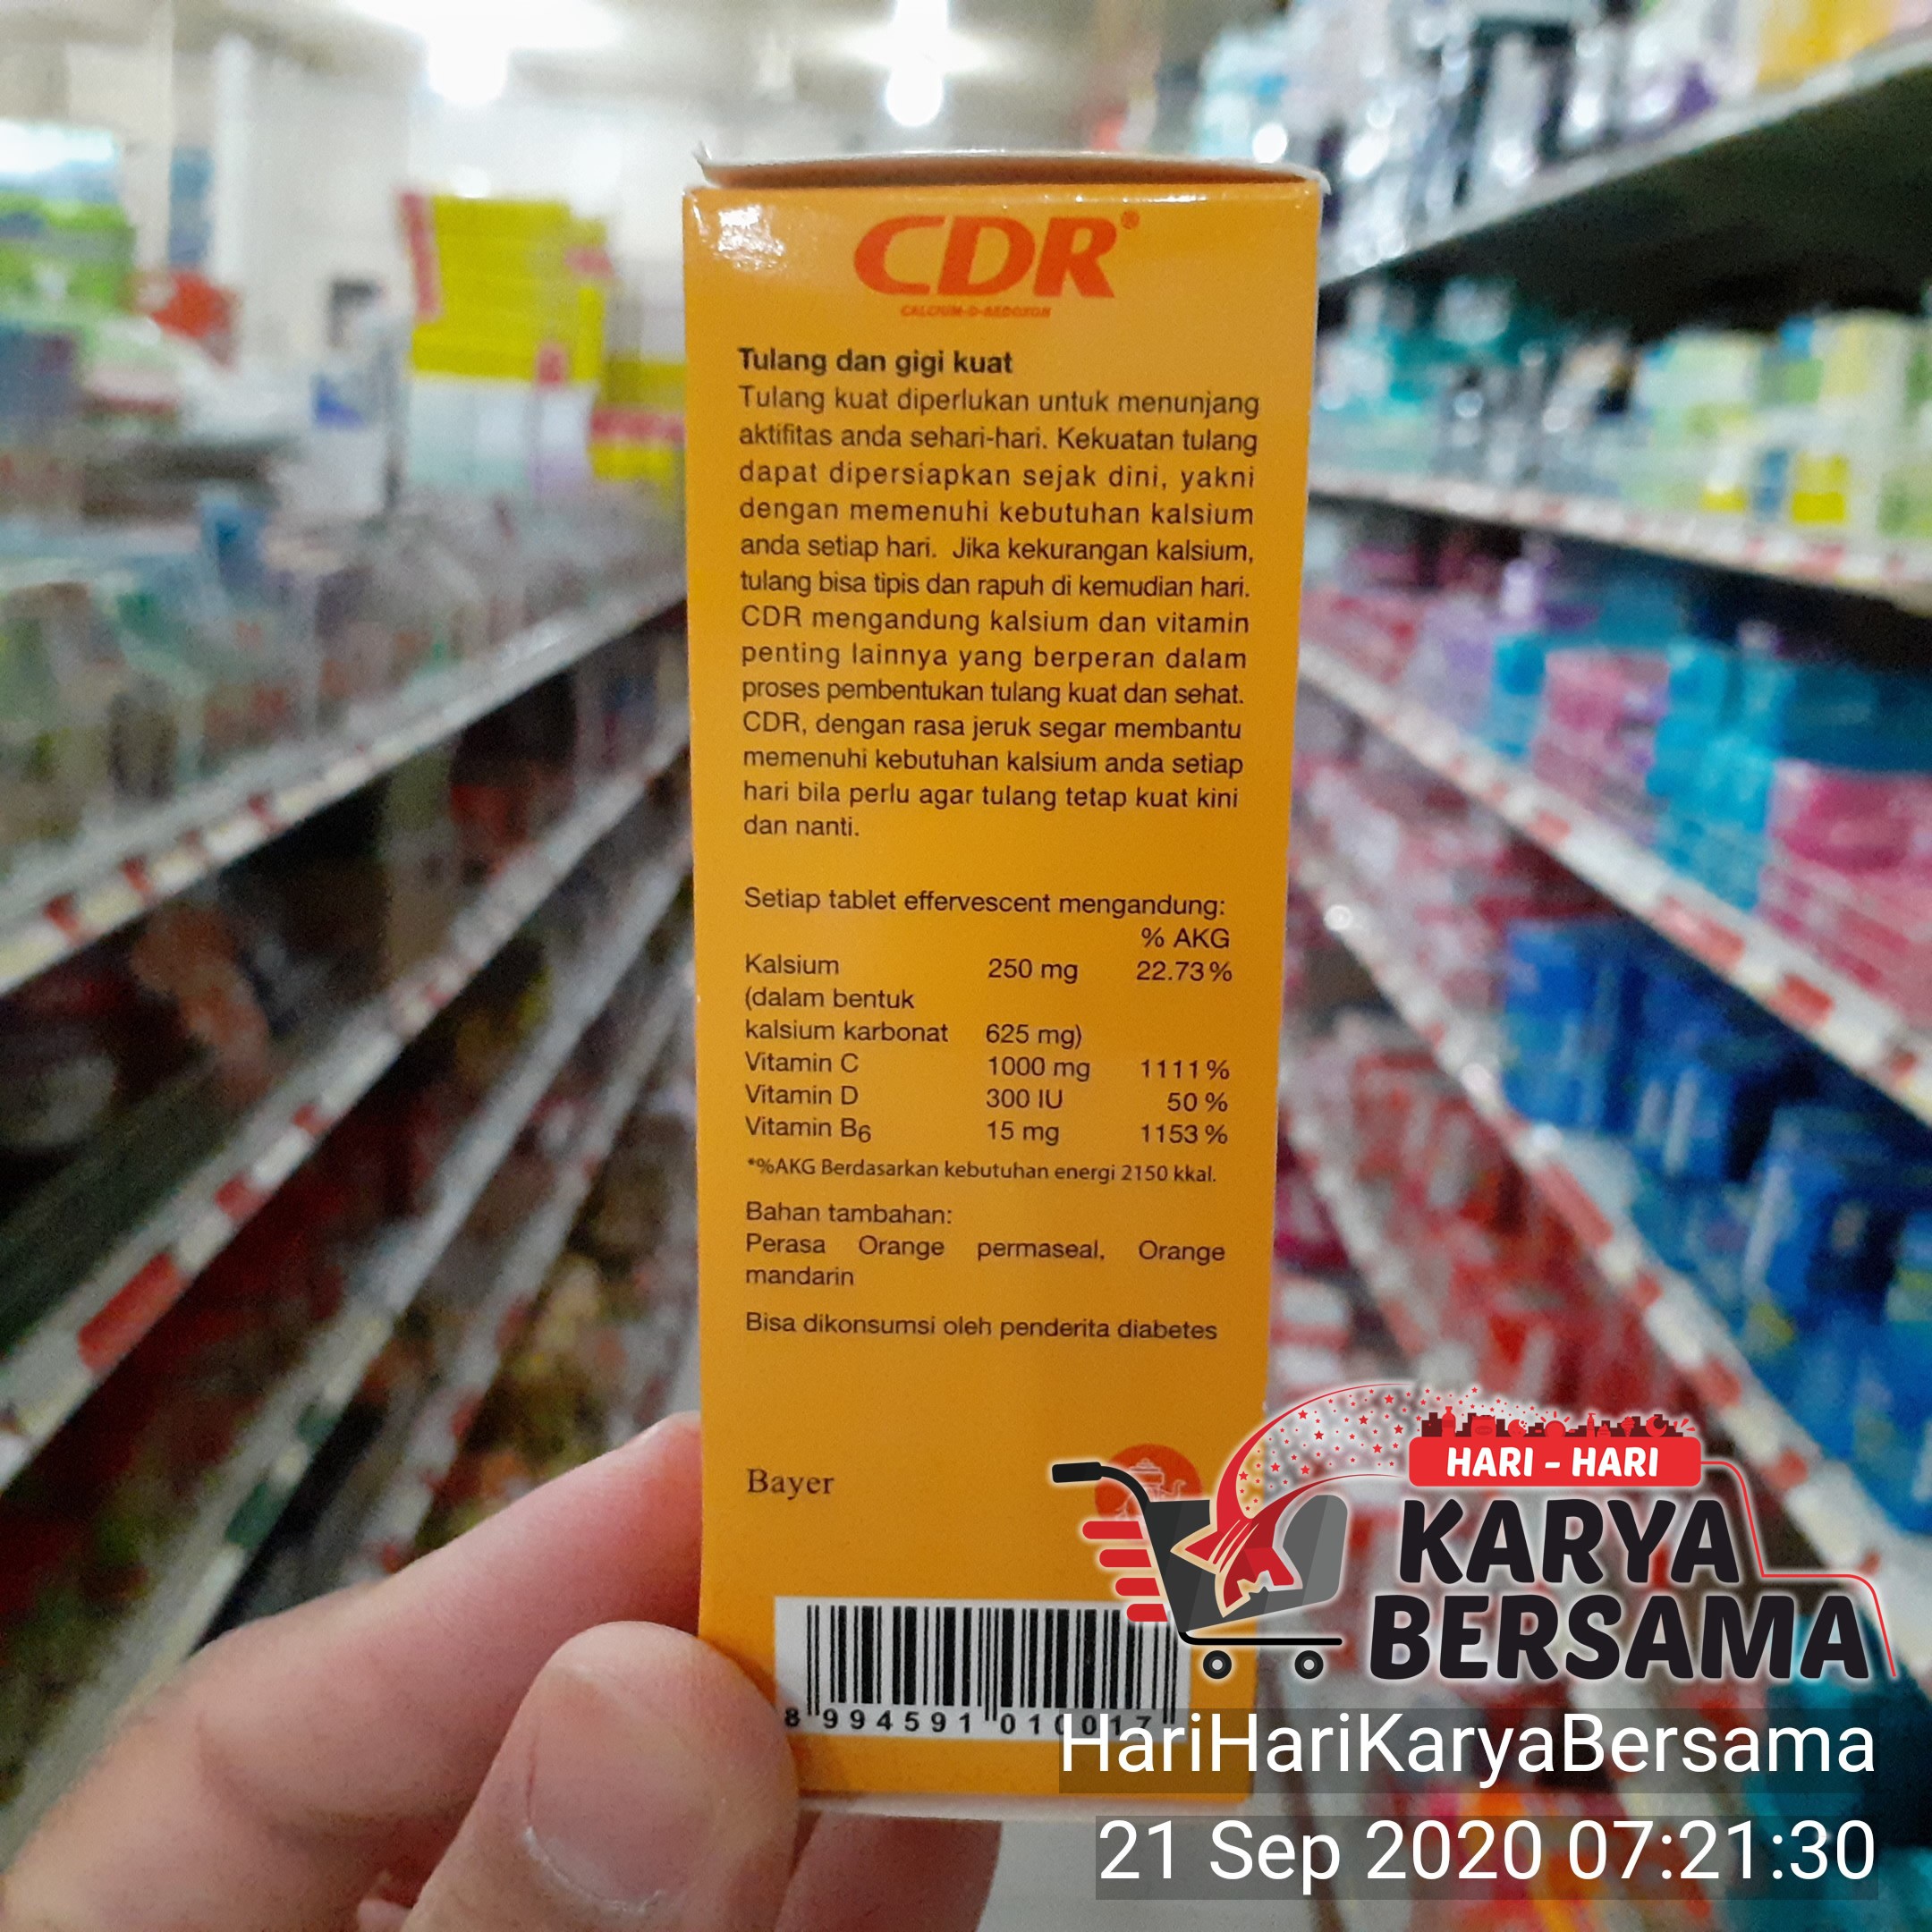 CDR®
CALCIUM-D-REDOXON
Tulang dan gigi kuat
Tulang kuat diperlukan untuk menunjang
aktifitas anda sehari-hari. Kekuatan tulang
dapat dipersiapkan sejak dini, yakni
dengan memenuhi kebutuhan kalsium
anda setiap hari. Jika kekurangan kalsium,
tulang bisa tipis dan rapuh di kemudian hari.
CDR mengandung kalsium dan vitamin
penting lainnya yang berperan dalam
proses pembentukan tulang kuat dan sehat.
CDR, dengan rasa jeruk segar membantu
memenuhi kebutuhan kalsium anda setiap
hari bila perlu agar tulang tetap kuat kini
dan nanti.
Setiap tablet effervescent mengandung:
% AKG
Kalsium 250 mg 22.73%
(dalam bentuk
kalsium karbonat 625 mg)
Vitamin C 1000 mg 1111%
Vitamin D 300 IU 50%
Vitamin B6 15 mg 1153%
*%AKG Berdasarkan kebutuhan energi 2150 kkal.
Bahan tambahan:
Perasa Orange permaseal, Orange
mandarin
Bisa dikonsumsi oleh penderita diabetes
Bayer
8 994591 010017
HARI - HARI
KARYA
BERSAMA
HariHariKaryaBersama
21 Sep 2020 07:21:30